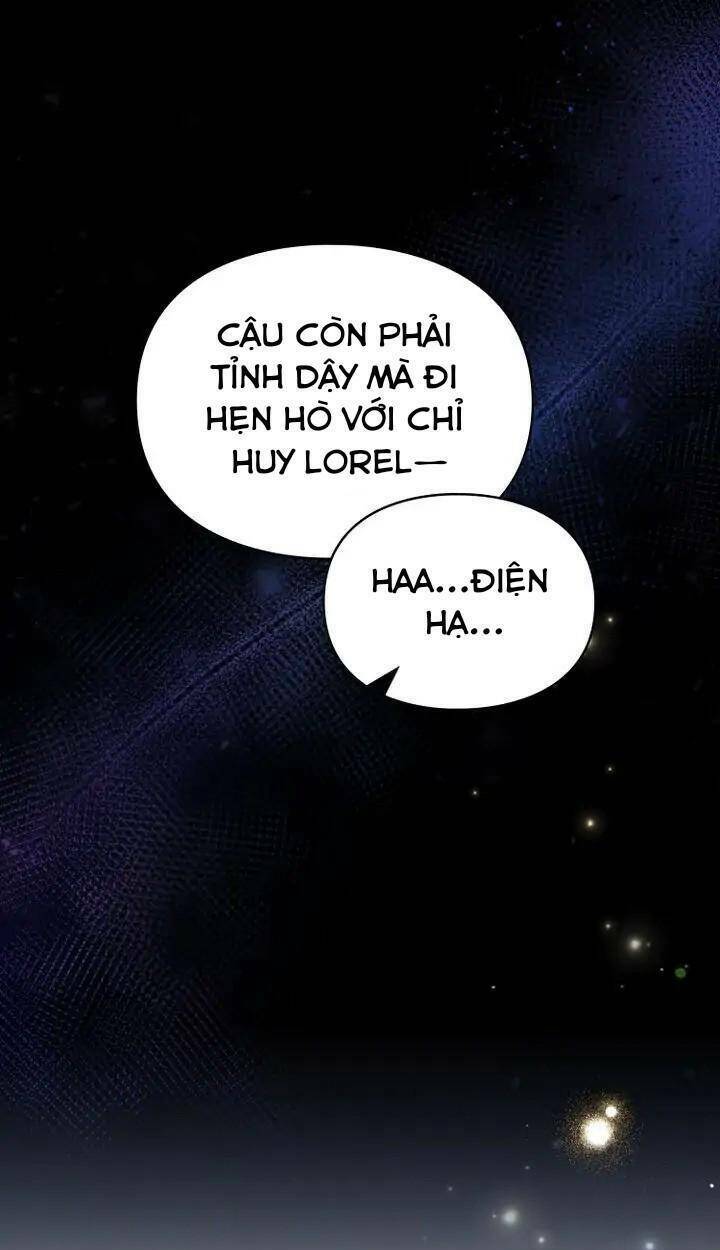 CẬU CÒN PHẢI
TỈNH DẬY MÀ ĐI
HẸN HÒ VỚI CHỈ
HUY LOREL—
HAA...ĐIỆN
HẠ...